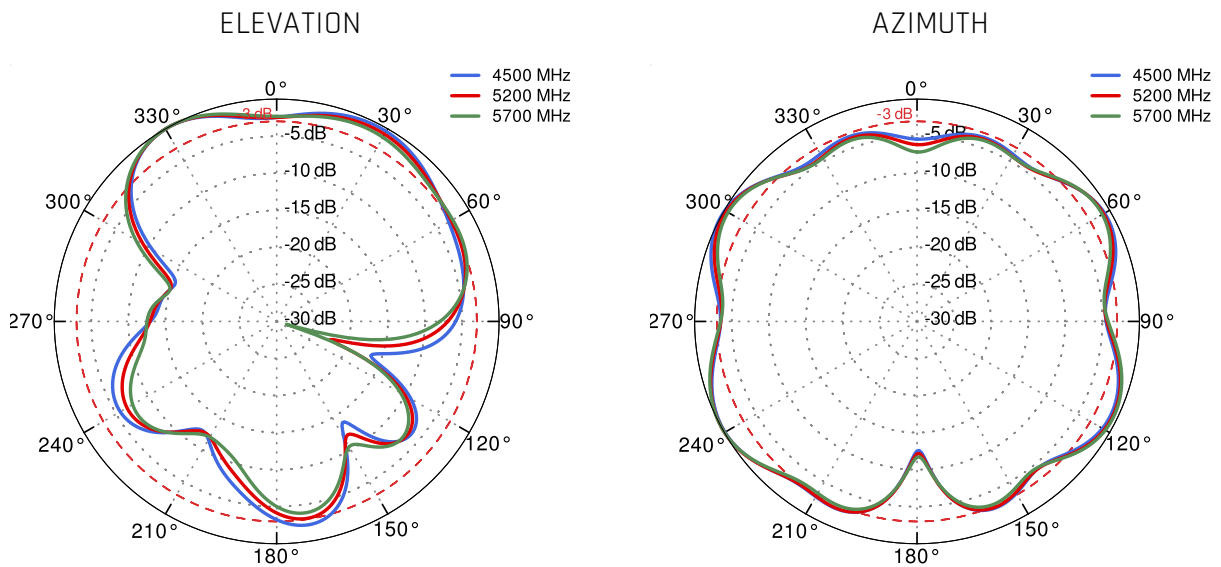 ELEVATION
4500 MHz
5200 MHz
5700 MHz
0°
330°
30°
-3 dB
-5 dB
-10 dB
300°
60°
-15 dB
-20 dB
-25 dB
-30 dB
270°
90°
240°
120°
210°
150°
180°
AZIMUTH
4500 MHz
5200 MHz
5700 MHz
0°
330°
30°
-3 dB
-5 dB
-10 dB
300°
60°
-15 dB
-20 dB
-25 dB
-30 dB
270°
90°
240°
120°
210°
150°
180°